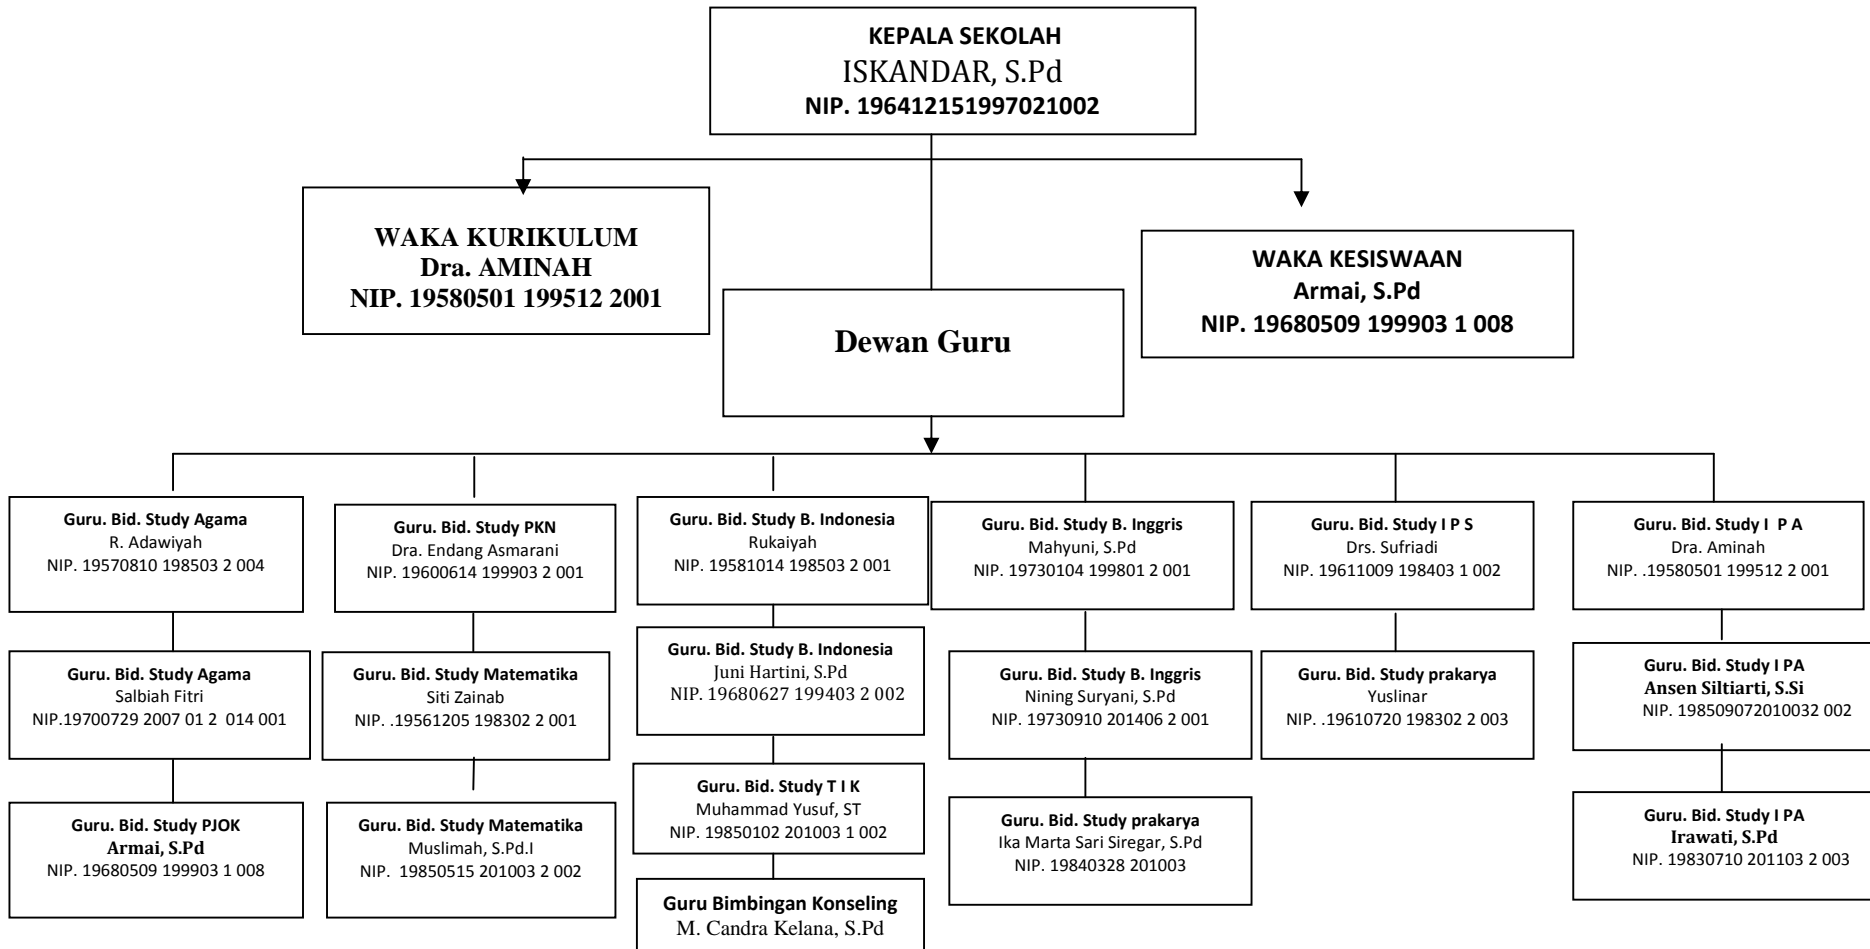 KEPALA SEKOLAH
ISKANDAR, S.Pd
NIP. 196412151997021002
WAKA KURIKULUM
Dra. AMINAH
NIP. 19580501 199512 2001
WAKA KESISWAAN
Armai, S.Pd
NIP. 19680509 199903 1 008
Dewan Guru
Guru. Bid. Study Agama
R. Adawiyah
NIP. 19570810 198503 2 004
Guru. Bid. Study PKN
Dra. Endang Asmarani
NIP. 19600614 199903 2 001
Guru. Bid. Study B. Indonesia
Rukaiyah
NIP. 19581014 198503 2 001
Guru. Bid. Study B. Inggris
Mahyuni, S.Pd
NIP. 19730104 199801 2 001
Guru. Bid. Study I P S
Drs. Sufriadi
NIP. 19611009 198403 1 002
Guru. Bid. Study I  P A
Dra. Aminah
NIP. .19580501 199512 2 001
Guru. Bid. Study Agama
Salbiah Fitri
NIP.19700729 2007 01 2  014 001
Guru. Bid. Study Matematika
Siti Zainab
NIP. .19561205 198302 2 001
Guru. Bid. Study B. Indonesia
Juni Hartini, S.Pd
NIP. 19680627 199403 2 002
Guru. Bid. Study B. Inggris
Nining Suryani, S.Pd
NIP. 19730910 201406 2 001
Guru. Bid. Study prakarya
Yuslinar
NIP. .19610720 198302 2 003
Guru. Bid. Study I PA
Ansen Siltiarti, S.Si
NIP. 198509072010032 002
Guru. Bid. Study PJOK
Armai, S.Pd
NIP. 19680509 199903 1 008
Guru. Bid. Study Matematika
Muslimah, S.Pd.I
NIP.  19850515 201003 2 002
Guru. Bid. Study T I K
Muhammad Yusuf, ST
NIP. 19850102 201003 1 002
Guru. Bid. Study prakarya
Ika Marta Sari Siregar, S.Pd
NIP. 19840328 201003
Guru. Bid. Study I PA
Irawati, S.Pd
NIP. 19830710 201103 2 003
Guru Bimbingan Konseling
M. Candra Kelana, S.Pd